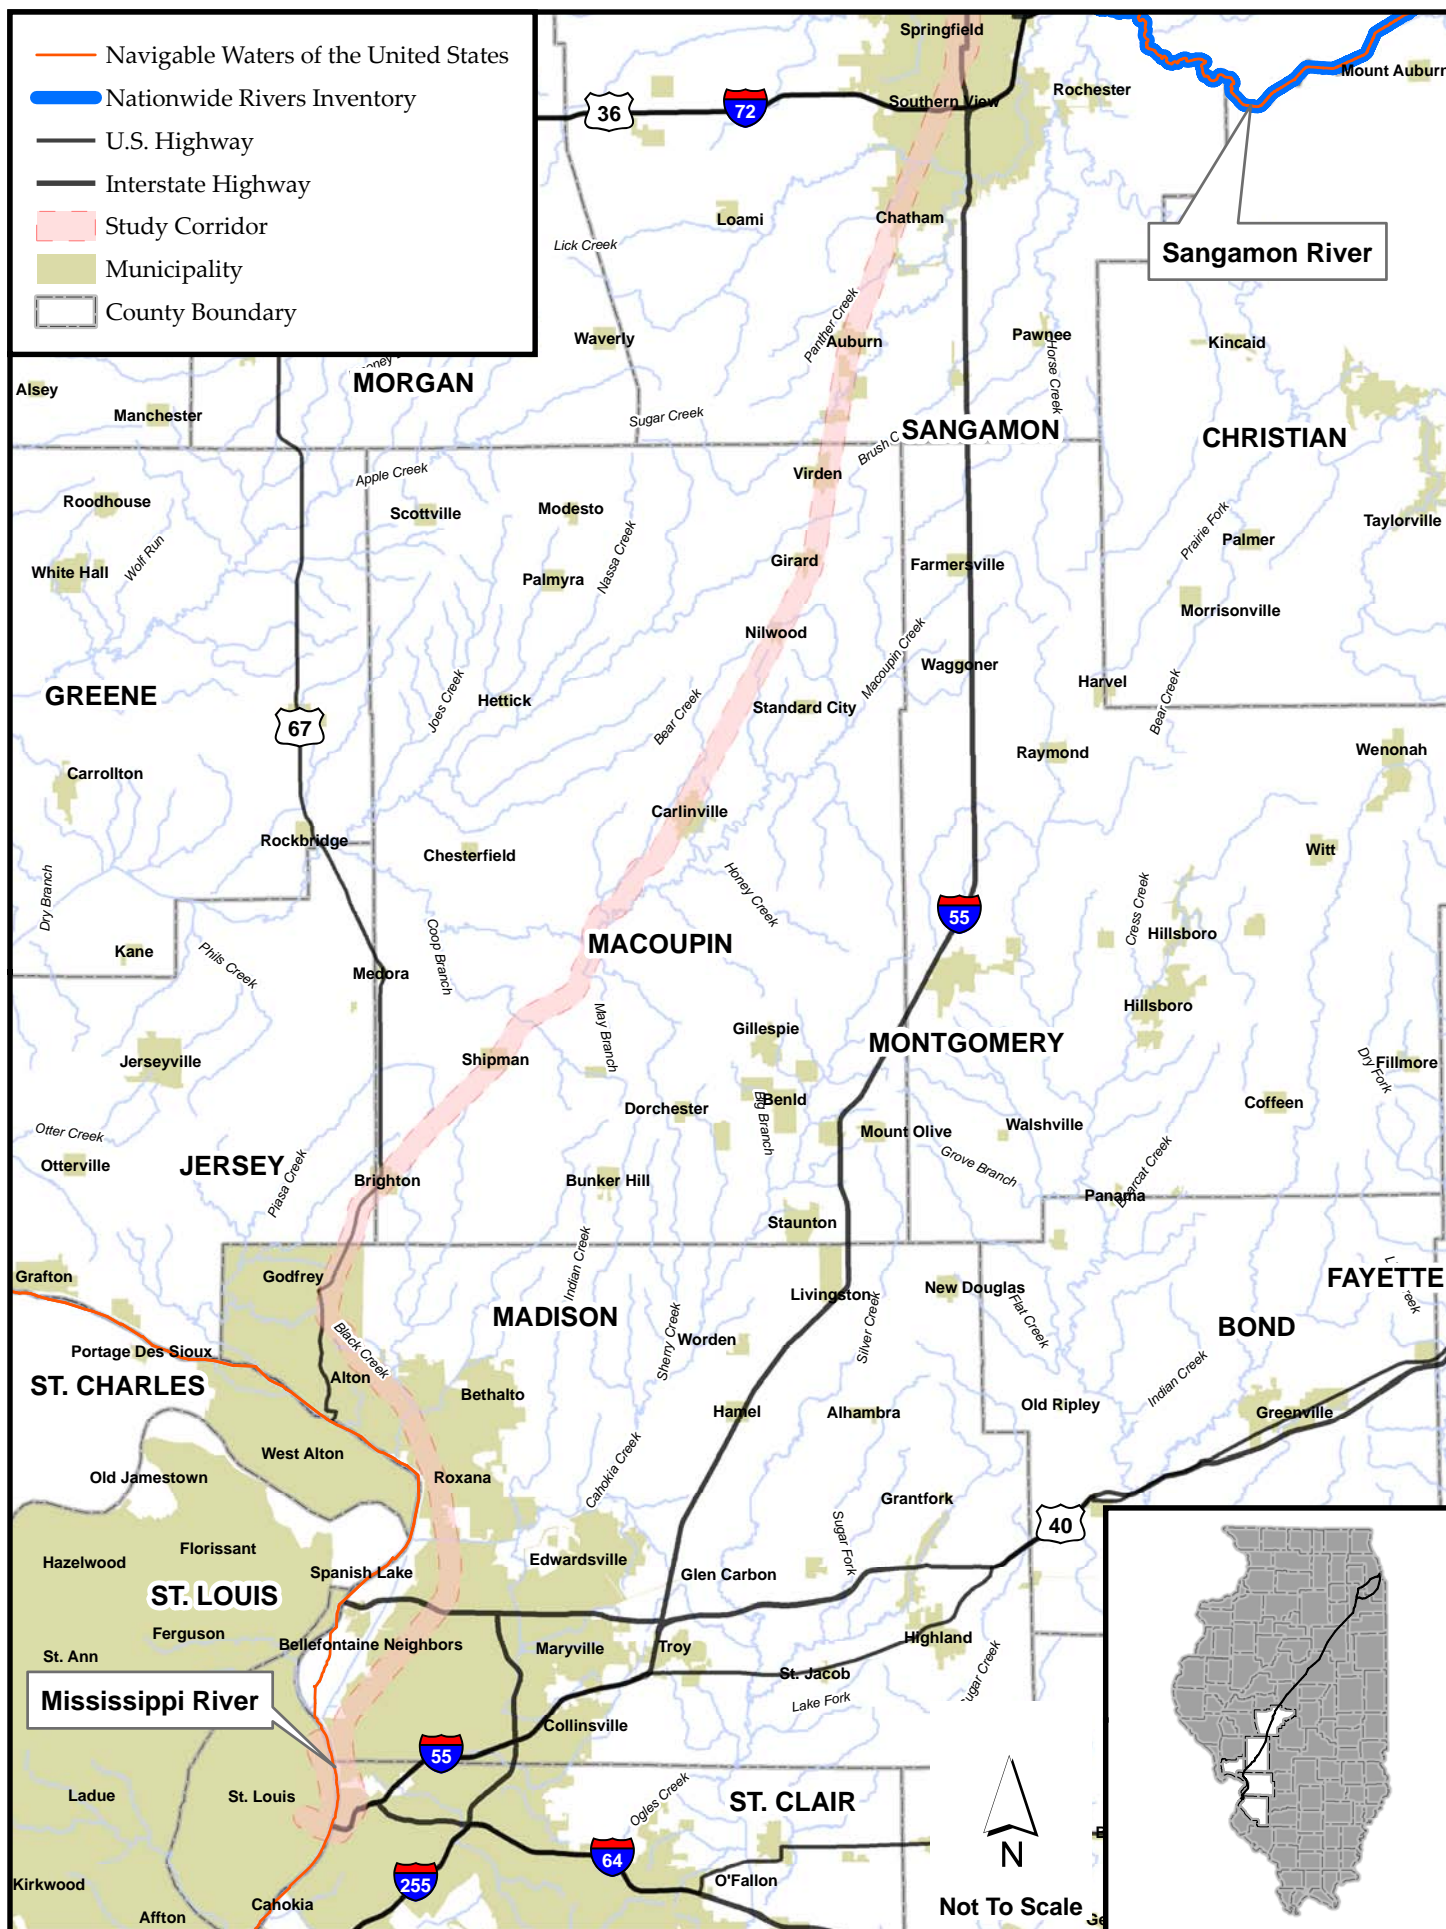 Navigable Waters of the United States
Nationwide Rivers Inventory
U.S. Highway
Interstate Highway
Study Corridor
Municipality
County Boundary
Springfield
Mount Auburn
Rochester
36
72
Southern View
Loami
Chatham
Lick Creek
Sangamon River
Panther Creek
Waverly
Auburn
Pawnee
Kincaid
Horse Creek
Alsey
MORGAN
Manchester
Sugar Creek
SANGAMON
CHRISTIAN
Apple Creek
Virden
Roodhouse
Scottville
Modesto
Taylorville
Prairie Fork
Palmer
Wolf Run
White Hall
Nassa Creek
Palmyra
Girard
Farmersville
Morrisonville
Nilwood
Macoupin Creek
Waggoner
Harvel
GREENE
Joes Creek
Hettick
Bear Creek
Standard City
Bear Creek
67
Raymond
Wenonah
Carrollton
Carlinville
Rockbridge
Chesterfield
Witt
Dry Branch
Honey Creek
Cress Creek
55
Hillsboro
Kane
Phils Creek
Coop Branch
MACOUPIN
Medora
Hillsboro
May Branch
Gillespie
MONTGOMERY
Jerseyville
Shipman
Dry Fork
Fillmore
Dorchester
Benld
Big Branch
Coffeen
Otter Creek
Mount Olive
Walshville
Otterville
JERSEY
Piasa Creek
Brighton
Bunker Hill
Grove Branch
Bearcat Creek
Panama
Staunton
Indian Creek
Grafton
Godfrey
Livingston
New Douglas
FAYETTE
MADISON
Silver Creek
Flat Creek
BOND
Portage Des Sioux
Black Creek
Sherry Creek
Worden
ST. CHARLES
Alton
Bethalto
Indian Creek
Hamel
Alhambra
Old Ripley
Greenville
West Alton
Old Jamestown
Roxana
Cahokia Creek
Grantfork
40
Sugar Fork
Hazelwood
Florissant
Spanish Lake
Edwardsville
Glen Carbon
ST. LOUIS
Ferguson
Bellefontaine Neighbors
Maryville
Troy
Highland
St. Ann
St. Jacob
Sugar Creek
Mississippi River
Lake Fork
Collinsville
55
Ladue
St. Louis
Ogles Creek
ST. CLAIR
64
N
255
O'Fallon
Kirkwood
Cahokia
Not To Scale
Affton